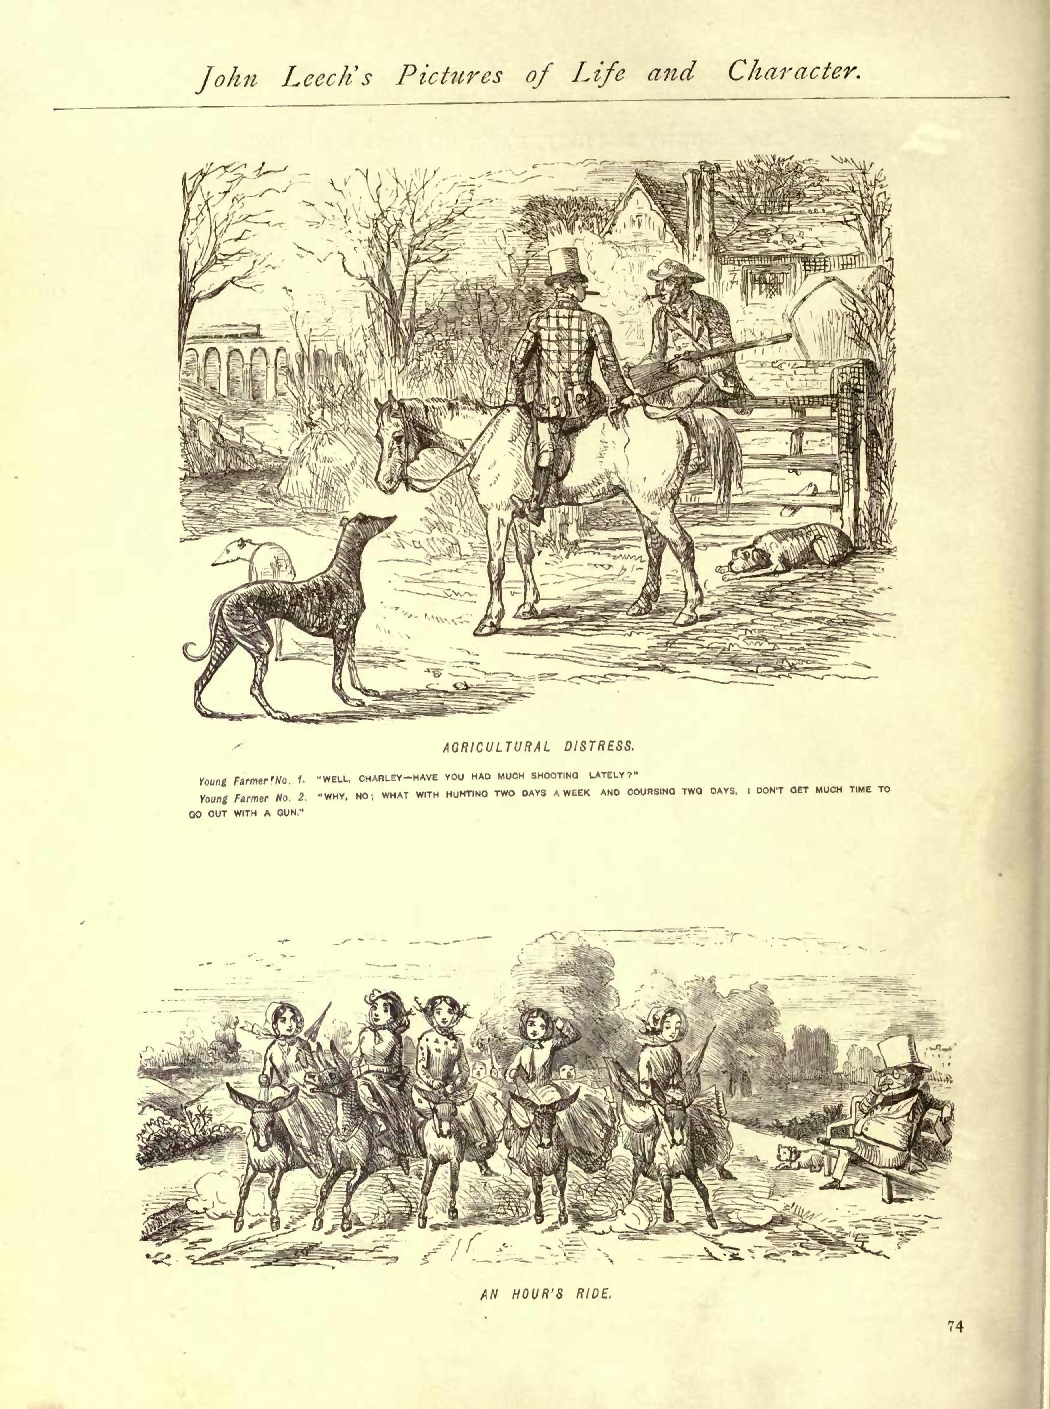 John Leech's Pictures of Life and Character.
AGRICULTURAL DISTRESS.
Young Farmer No. 1. "WELL, CHARLEY—HAVE YOU HAD MUCH SHOOTING LATELY?"
Young Farmer No. 2. "WHY, NO; WHAT WITH HUNTING TWO DAYS A WEEK AND COURSING TWO DAYS, I DON'T GET MUCH TIME TO
GO OUT WITH A GUN."
AN HOUR'S RIDE.
74